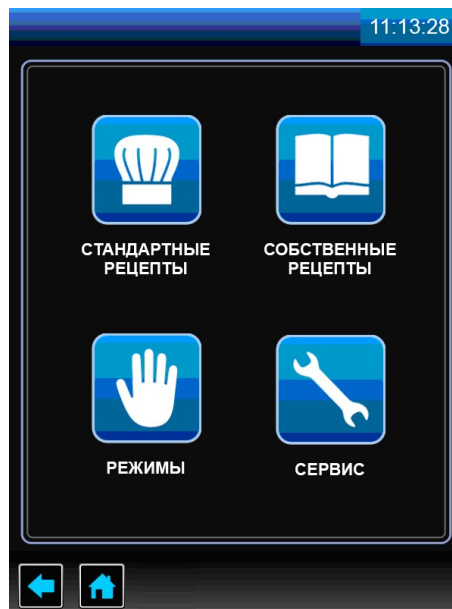 11:13:28
СТАНДАРТНЫЕ
РЕЦЕПТЫ
СОБСТВЕННЫЕ
РЕЦЕПТЫ
РЕЖИМЫ
СЕРВИС